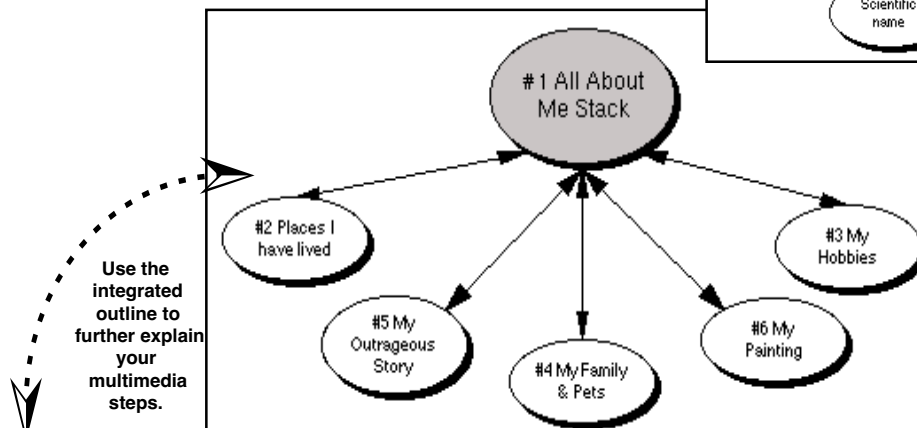 Scientific
name
#1 All About
Me Stack
#2 Places I
have lived
#3 My
Hobbies
Use the
integrated
outline to
further explain
your
multimedia
steps.
#5 My
Outrageous
Story
#4 My Family
& Pets
#6 My
Painting